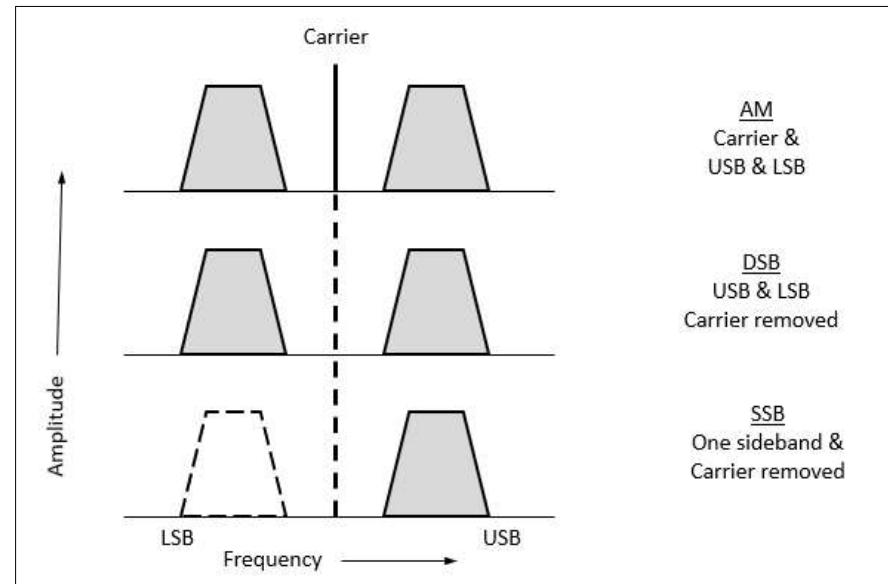 Carrier
AM
Carrier &
USB & LSB
DSB
USB & LSB
Carrier removed
SSB
One sideband &
Carrier removed
Amplitude
LSB
USB
Frequency